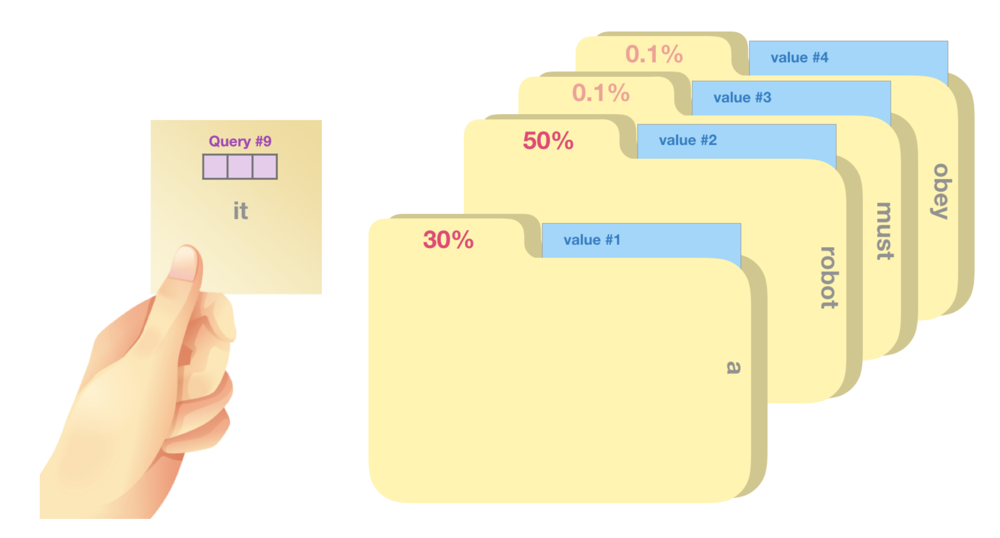 Query #9
it
0.1%
value #4
obey
0.1%
value #3
must
50%
value #2
robot
30%
value #1
a